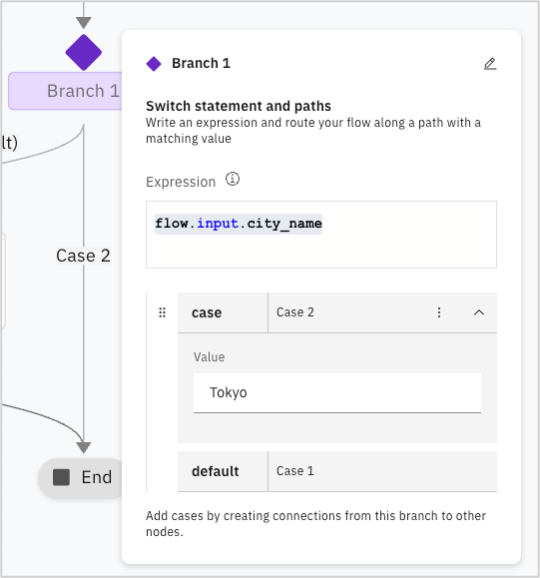 Branch 1
lt)
Case 2
End
Branch 1
Switch statement and paths
Write an expression and route your flow along a path with a
matching value
Expression
flow.input.city_name
case Case 2
Value
Tokyo
default Case 1
Add cases by creating connections from this branch to other
nodes.